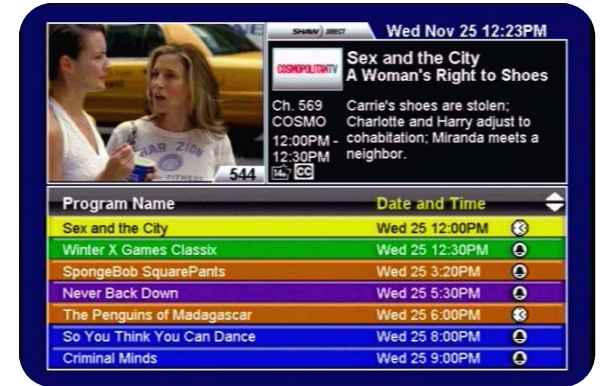 SHAW) DIRECT
Wed Nov 25 12:23PM
COSMOPOLITANTV
Sex and the City
A Woman's Right to Shoes
Ch. 569
COSMO
12:00PM -
12:30PM
14+ CC
Carrie's shoes are stolen;
Charlotte and Harry adjust to
cohabitation; Miranda meets a
neighbor.
STAR ZION
FITNESS
544
Program Name Date and Time
Sex and the City Wed 25 12:00PM
Winter X Games Classix Wed 25 12:30PM
SpongeBob SquarePants Wed 25 3:20PM
Never Back Down Wed 25 5:30PM
The Penguins of Madagascar Wed 25 6:00PM
So You Think You Can Dance Wed 25 8:00PM
Criminal Minds Wed 25 9:00PM